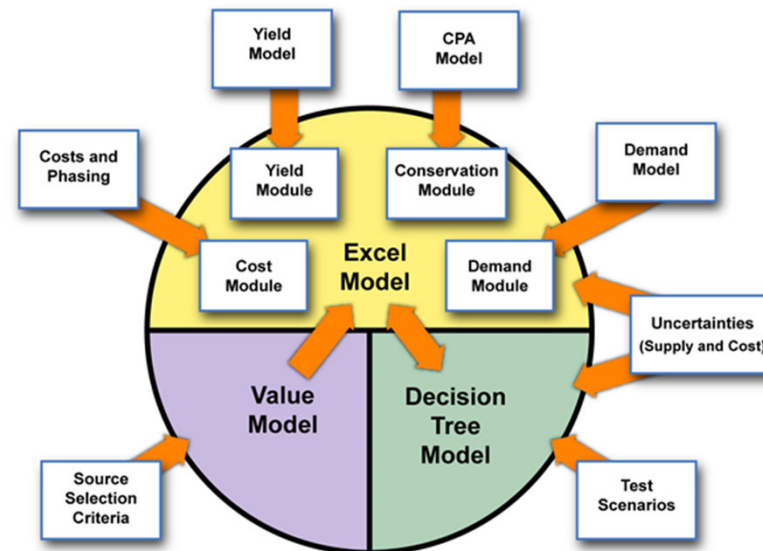 Yield
Model
CPA
Model
Costs and
Phasing
Yield
Module
Conservation
Module
Demand
Model
Cost
Module
Excel
Model
Demand
Module
Uncertainties
(Supply and Cost)
Value
Model
Decision
Tree
Model
Source
Selection
Criteria
Test
Scenarios